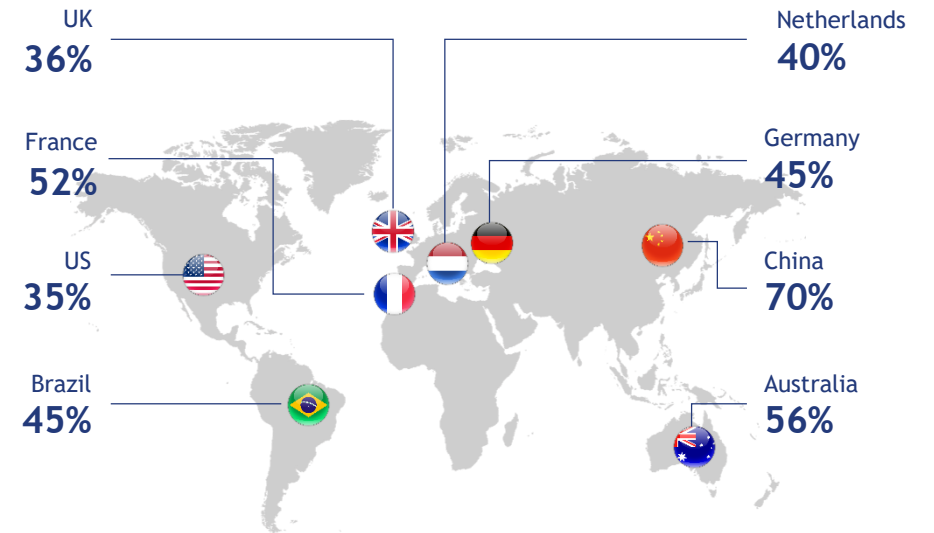 UK
36%
France
52%
US
35%
Brazil
45%
Netherlands
40%
Germany
45%
China
70%
Australia
56%